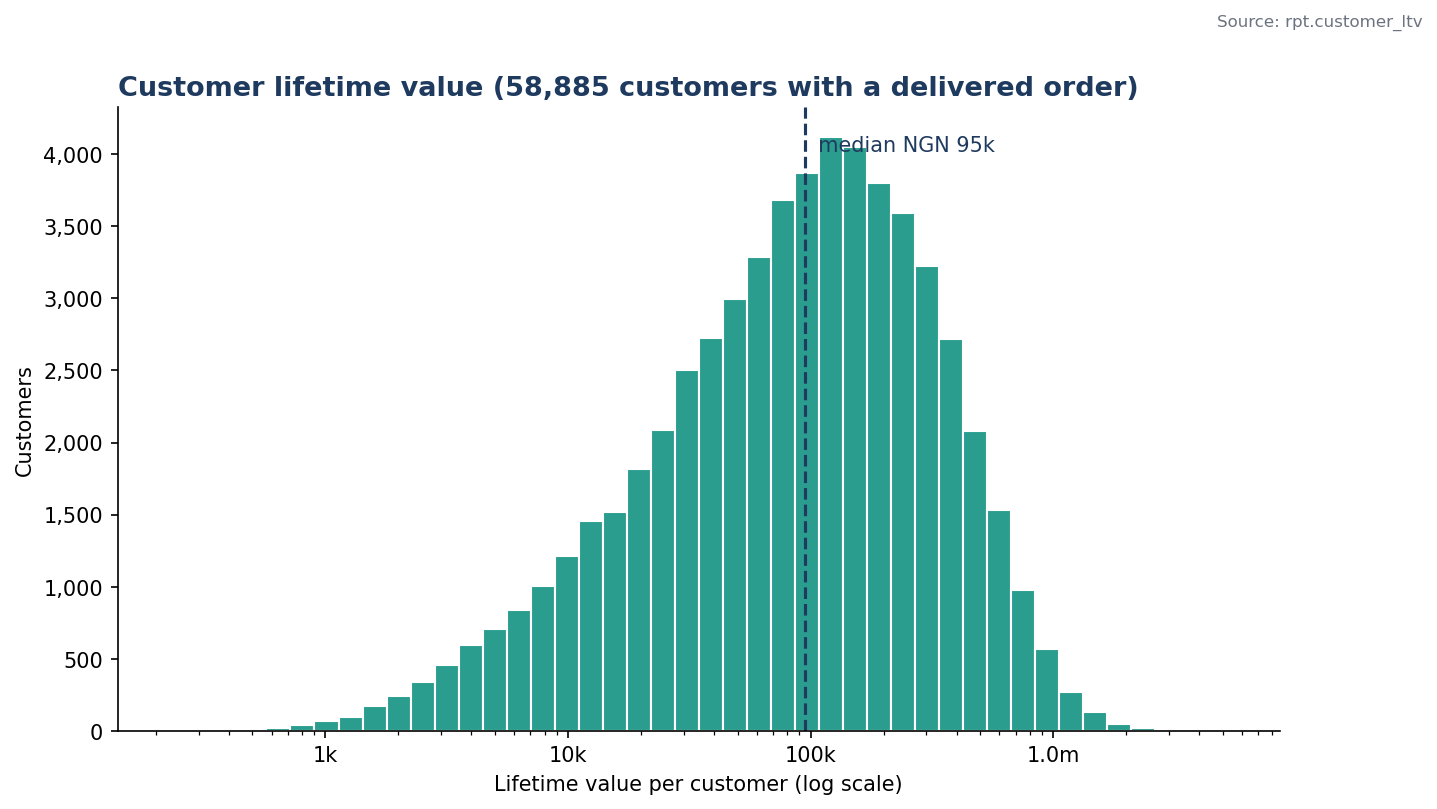 Source: rpt.customer_ltv
Customer lifetime value (58,885 customers with a delivered order)
median NGN 95k
4,000
3,500
3,000
2,500
2,000
1,500
1,000
500
0
Customers
1k 10k 100k 1.0m
Lifetime value per customer (log scale)